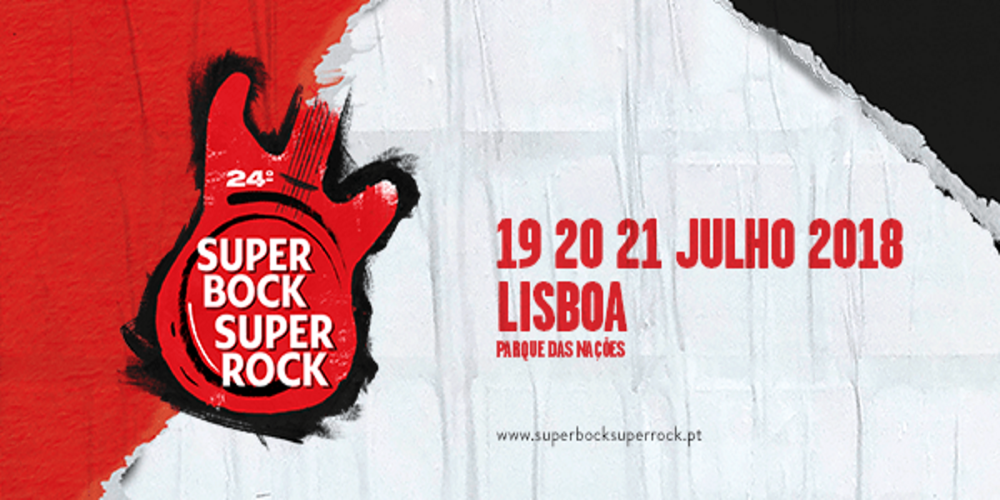 24º
SUPER
BOCK
SUPER
ROCK
19 20 21 JULHO 2018
LISBOA
PARQUE DAS NAÇÕES
www.superbocksuperrock.pt